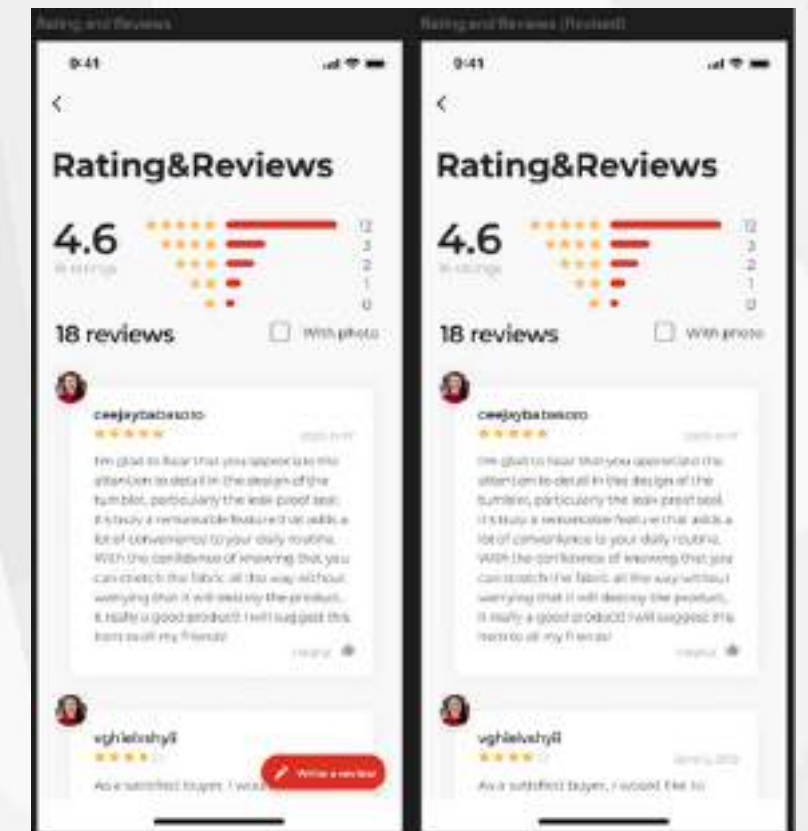 Rating and Reviews
9:41
Rating&Reviews
4.6
12
3
2
1
0
ratings
18 reviews
With photo
ceejaybabasoro
I'm glad to hear that you appreciate the
attention to detail in the design of the
tumbler, particularly the leak proof seal.
It's truly a remarkable feature that adds a
lot of convenience to your daily routine.
With the confidence of knowing that you
can stretch the fabric all the way without
worrying that it will destroy the product.
It really a good product! I will suggest this
item to all my friends!
Helpful
As a satisfied buyer, I
Write a review
Rating and Reviews (Revised)
9:41
Rating&Reviews
4.6
12
3
2
1
0
ratings
18 reviews
With photo
ceejaybabasoro
I'm glad to hear that you appreciate the
attention to detail in the design of the
tumbler, particularly the leak proof seal.
It's truly a remarkable feature that adds a
lot of convenience to your daily routine.
With the confidence of knowing that you
can stretch the fabric all the way without
worrying that it will destroy the product.
It really a good product! I will suggest this
item to all my friends!
Helpful
As a satisfied buyer, I would like to